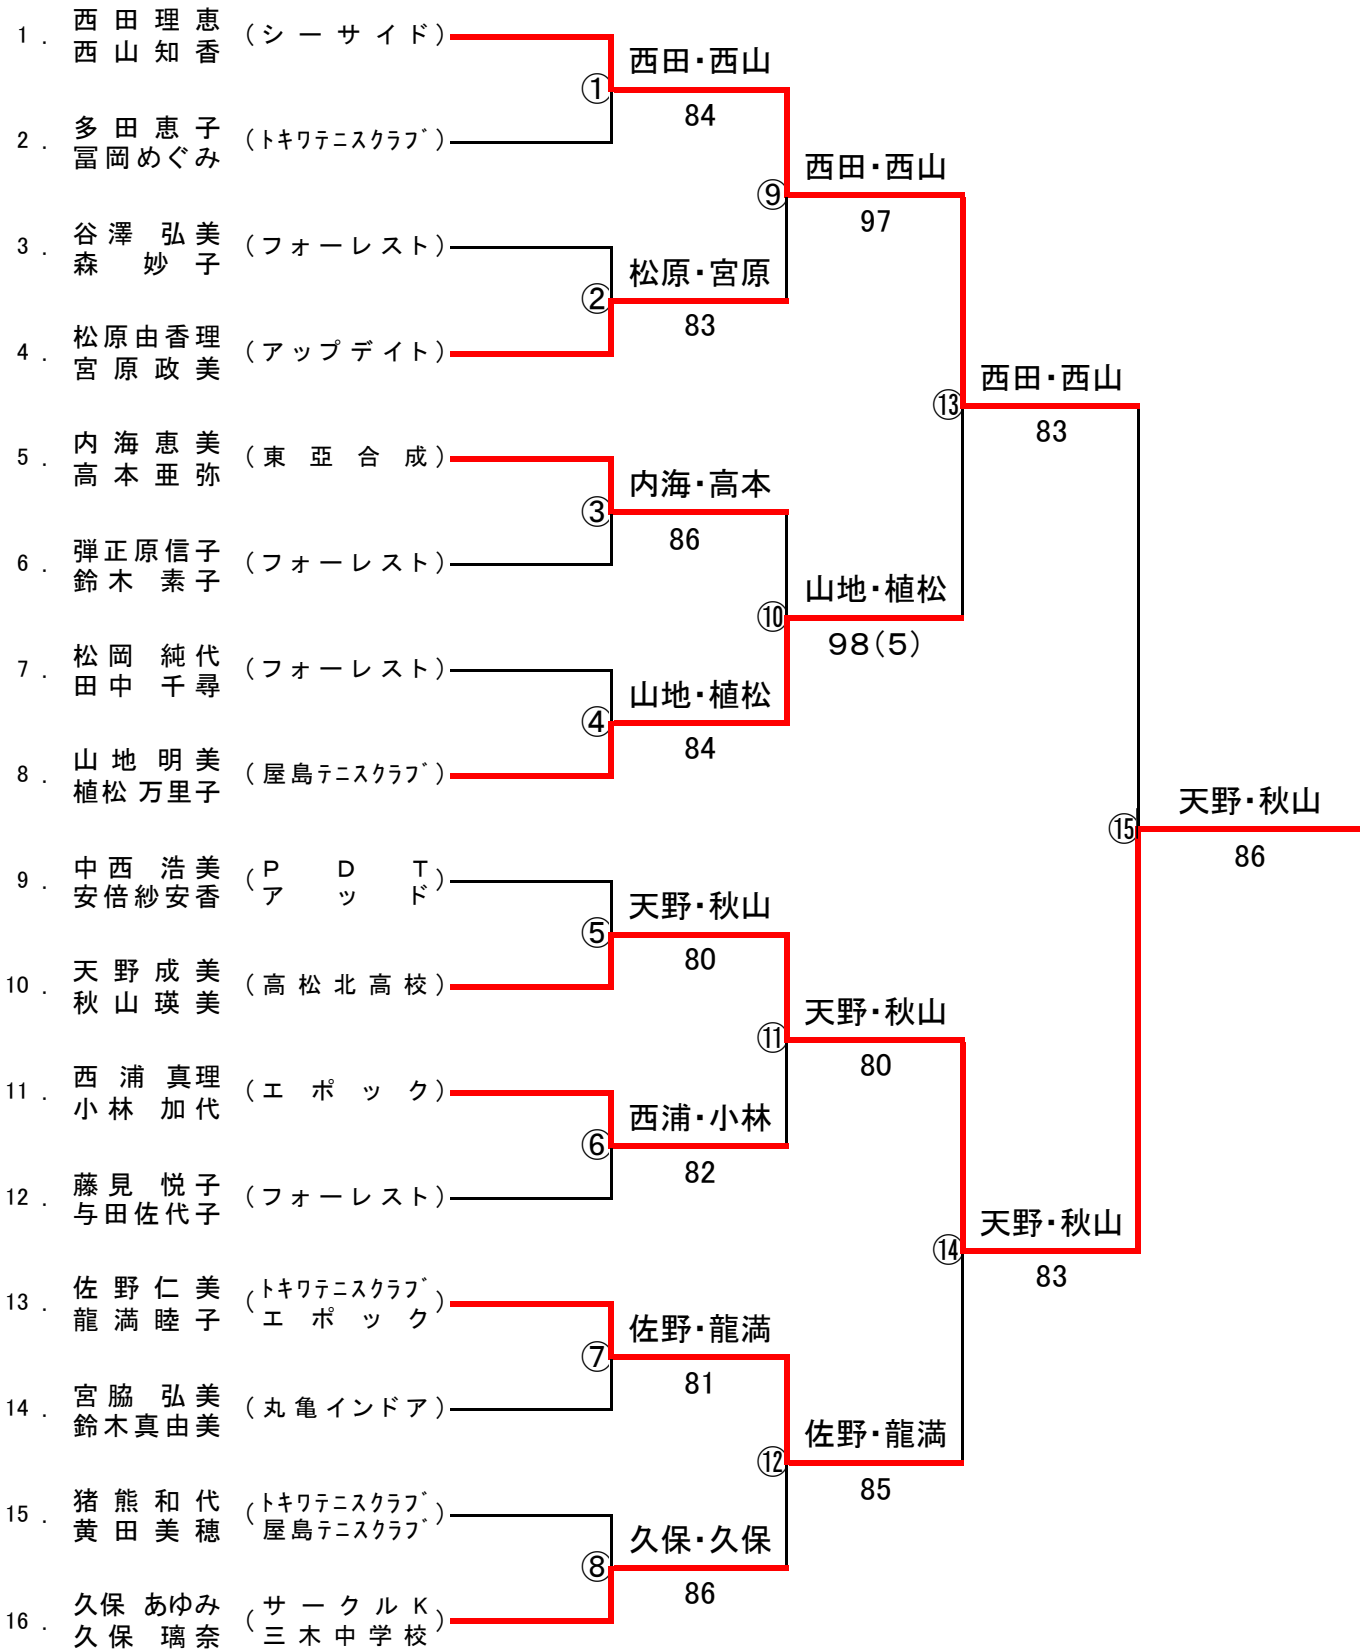 1. 西田理恵 (シーサイド)
西山知香
2. 多田恵子 (トキワテニスクラブ)
冨岡めぐみ
3. 谷澤 弘美 (フォーレスト)
森 妙子
4. 松原由香理 (アップデイト)
宮原政美
5. 内海恵美 (東亞合成)
高本亜弥
6. 弾正原信子 (フォーレスト)
鈴木 素子
7. 松岡 純代 (フォーレスト)
田中 千尋
8. 山地 明美 (屋島テニスクラブ)
植松 万里子
9. 中西 浩美 (PDT
安倍紗安香 アッド)
10. 天野成美 (高松北高校)
秋山瑛美
11. 西浦 真理 (エポック)
小林 加代
12. 藤見 悦子 (フォーレスト)
与田佐代子
13. 佐野仁美 (トキワテニスクラブ
龍満睦子 エポック)
14. 宮脇 弘美 (丸亀インドア)
鈴木真由美
15. 猪熊和代 (トキワテニスクラブ
黄田美穂 屋島テニスクラブ)
16. 久保 あゆみ (サークルK
久保 璃奈 三木中学校)
① 西田・西山
84
② 松原・宮原
83
③ 内海・高本
86
④ 山地・植松
84
⑤ 天野・秋山
80
⑥ 西浦・小林
82
⑦ 佐野・龍満
81
⑧ 久保・久保
86
⑨ 西田・西山
97
⑩ 山地・植松
98(5)
⑪ 天野・秋山
80
⑫ 佐野・龍満
85
⑬ 西田・西山
83
⑭ 天野・秋山
83
⑮ 天野・秋山
86